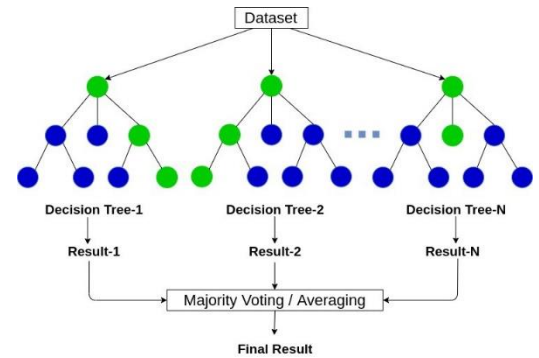 Dataset
Decision Tree-1
Decision Tree-2
Decision Tree-N
Result-1
Result-2
Result-N
Majority Voting / Averaging
Final Result